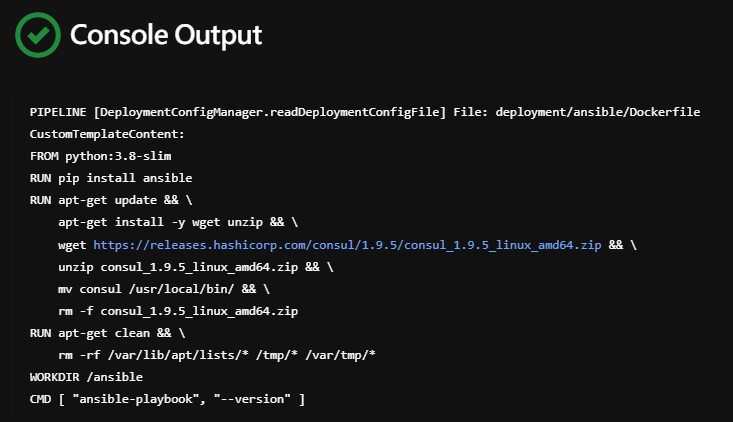 Console Output
PIPELINE [DeploymentConfigManager.readDeploymentConfigFile] File: deployment/ansible/Dockerfile
CustomTemplateContent:
FROM python:3.8-slim
RUN pip install ansible
RUN apt-get update && \
    apt-get install -y wget unzip && \
    wget https://releases.hashicorp.com/consul/1.9.5/consul_1.9.5_linux_amd64.zip && \
    unzip consul_1.9.5_linux_amd64.zip && \
    mv consul /usr/local/bin/ && \
    rm -f consul_1.9.5_linux_amd64.zip
RUN apt-get clean && \
    rm -rf /var/lib/apt/lists/* /tmp/* /var/tmp/*
WORKDIR /ansible
CMD [ "ansible-playbook", "--version" ]